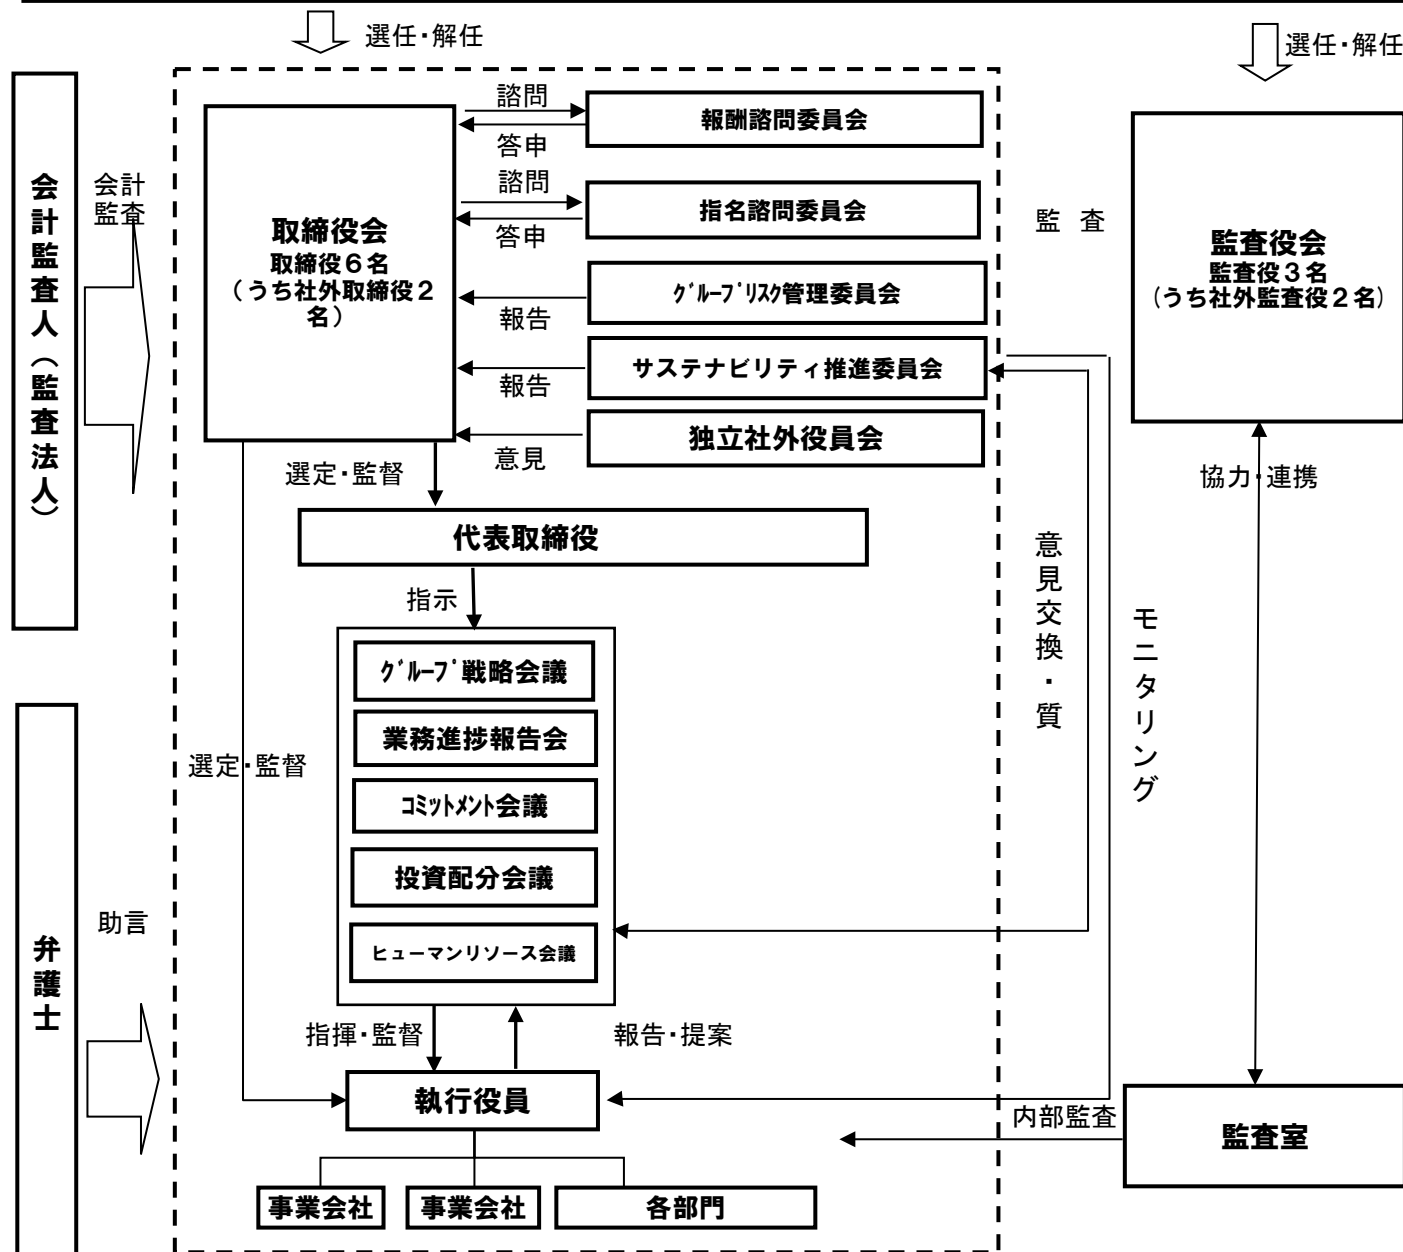 選任・解任
選任・解任
会計監査人（監査法人）
会計
監査
取締役会
取締役６名
（うち社外取締役２
名）
諮問
答申
報酬諮問委員会
諮問
答申
指名諮問委員会
報告
ｸﾞﾙｰﾌﾟﾘｽｸ管理委員会
報告
サステナビリティ推進委員会
意見
独立社外役員会
監　査
監査役会
監査役３名
（うち社外監査役２名）
選定・監督
代表取締役
協力・連携
指示
ｸﾞﾙｰﾌﾟ戦略会議
業務進捗報告会
ｺﾐｯﾄﾒﾝﾄ会議
投資配分会議
ヒューマンリソース会議
選定・監督
意見交換・質
モニタリング
弁護士
助言
指揮・監督
報告・提案
執行役員
内部監査
監査室
事業会社
事業会社
各部門